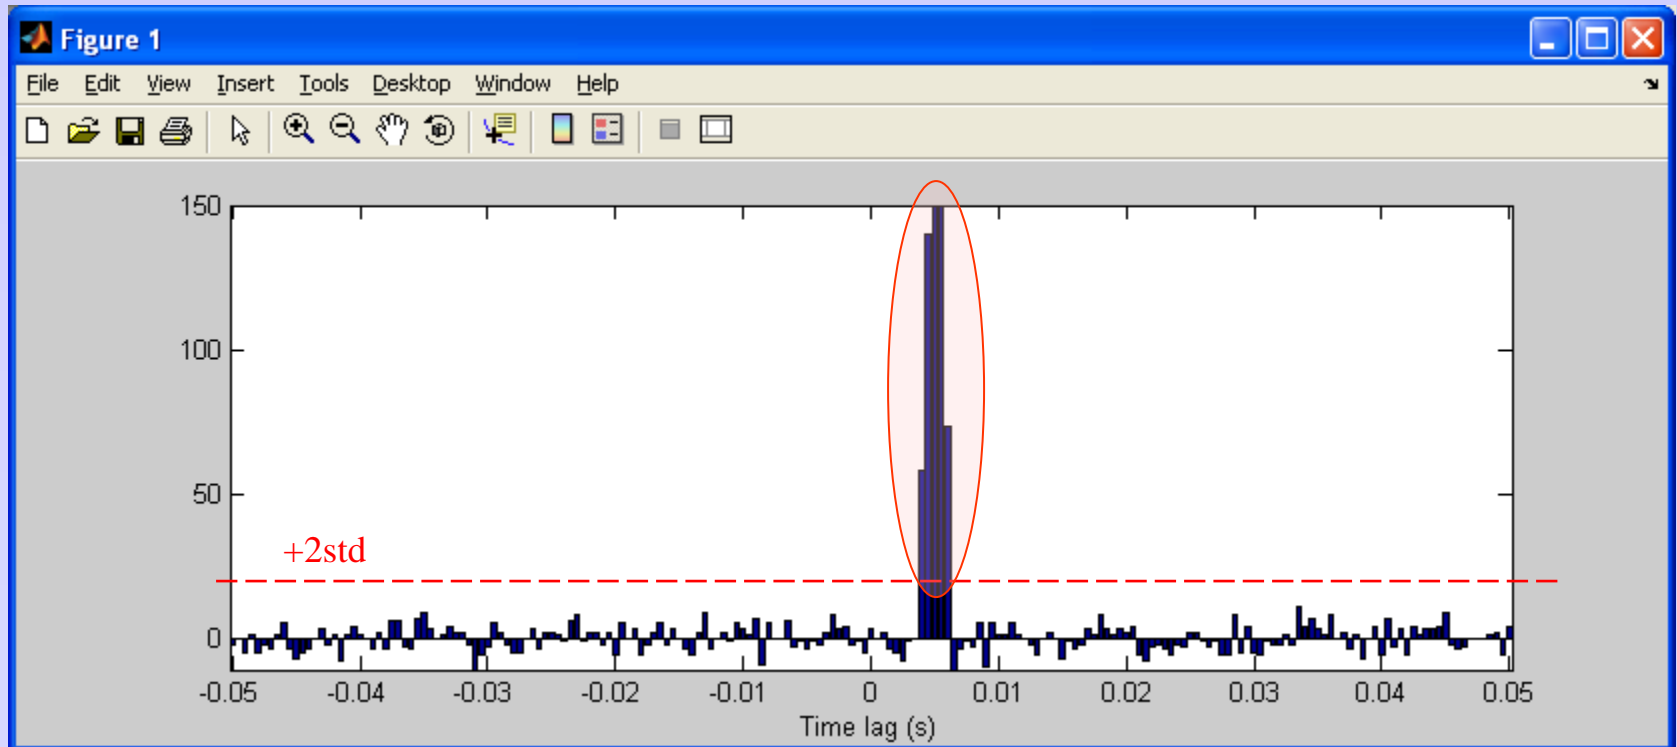 Figure 1
File Edit View Insert Tools Desktop Window Help
150
100
50
+2std
0
-0.05 -0.04 -0.03 -0.02 -0.01 0 0.01 0.02 0.03 0.04 0.05
Time lag (s)